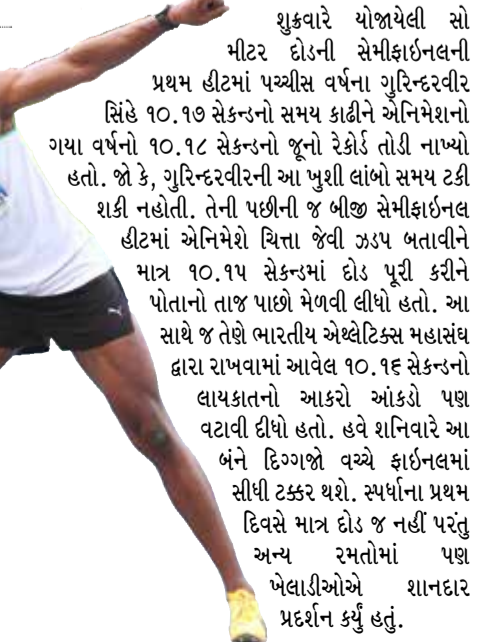 શુક્રવારે યોજાયેલી સો
મીટર દોડની સેમીફાઇનલની
પ્રથમ હીટમાં પચ્ચીસ વર્ષના ગુરિન્દરવીર
સિંહે ૧૦.૧૭ સેકન્ડનો સમય કાઢીને એનિમેશનો
ગયા વર્ષનો ૧૦.૧૮ સેકન્ડનો જૂનો રેકોર્ડ તોડી નાખ્યો
હતો. જો કે, ગુરિન્દરવીરની આ ખુશી લાંબો સમય ટકી
શકી નહોતી. તેની પછીની જ બીજી સેમીફાઇનલ
હીટમાં એનિમેશે ચિત્તા જેવી ઝડપ બતાવીને
માત્ર ૧૦.૧૫ સેકન્ડમાં દોડ પૂરી કરીને
પોતાનો તાજ પાછો મેળવી લીધો હતો. આ
સાથે જ તેણે ભારતીય એથ્લેટિક્સ મહાસંઘ
દ્વારા રાખવામાં આવેલ ૧૦.૧૬ સેકન્ડનો
લાયકાતનો આકરો આંકડો પણ
વટાવી દીધો હતો. હવે શનિવારે આ
બંને દિગ્ગજો વચ્ચે ફાઇનલમાં
સીધી ટક્કર થશે. સ્પર્ધાના પ્રથમ
દિવસે માત્ર દોડ જ નહીં પરંતુ
અન્ય રમતોમાં પણ
ખેલાડીઓએ શાનદાર
પ્રદર્શન કર્યું હતું.